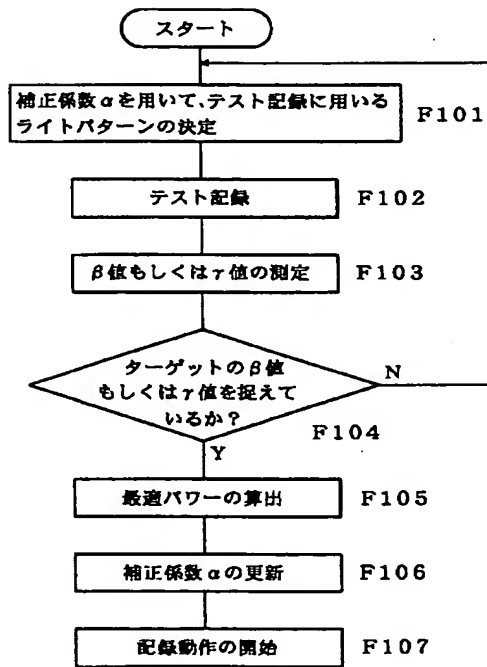 スタート
補正係数αを用いて、テスト記録に用いる
ライトパターンの決定
F101
テスト記録
F102
β値もしくはγ値の測定
F103
ターゲットのβ値
もしくはγ値を捉えて
いるか？
N
F104
Y
最適パワーの算出
F105
補正係数αの更新
F106
記録動作の開始
F107